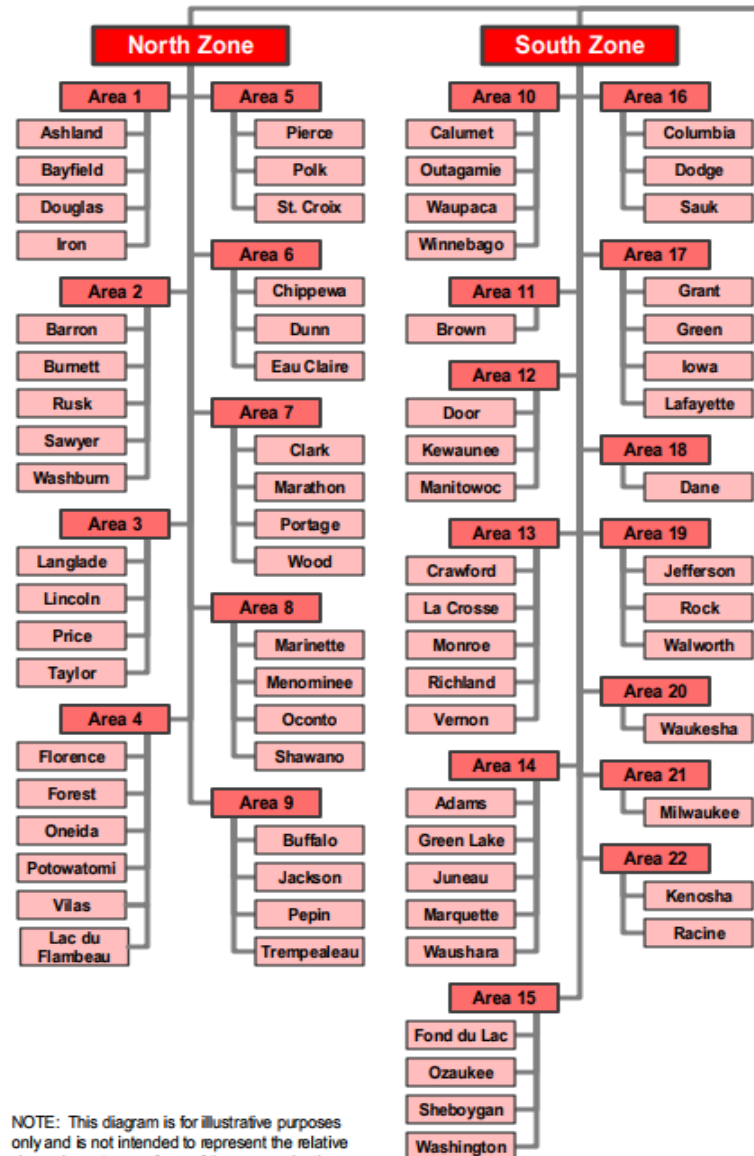 North Zone
Area 1
Ashland
Bayfield
Douglas
Iron
Area 2
Barron
Burnett
Rusk
Sawyer
Washburn
Area 3
Langlade
Lincoln
Price
Taylor
Area 4
Florence
Forest
Oneida
Potowatomi
Vilas
Lac du
Flambeau
Area 5
Pierce
Polk
St. Croix
Area 6
Chippewa
Dunn
Eau Claire
Area 7
Clark
Marathon
Portage
Wood
Area 8
Marinette
Menominee
Oconto
Shawano
Area 9
Buffalo
Jackson
Pepin
Trempealeau
South Zone
Area 10
Calumet
Outagamie
Waupaca
Winnebago
Area 11
Brown
Area 12
Door
Kewaunee
Manitowoc
Area 13
Crawford
La Crosse
Monroe
Richland
Vernon
Area 14
Adams
Green Lake
Juneau
Marquette
Waushara
Area 15
Fond du Lac
Ozaukee
Sheboygan
Washington
Area 16
Columbia
Dodge
Sauk
Area 17
Grant
Green
Iowa
Lafayette
Area 18
Dane
Area 19
Jefferson
Rock
Walworth
Area 20
Waukesha
Area 21
Milwaukee
Area 22
Kenosha
Racine
NOTE: This diagram is for illustrative purposes
only and is not intended to represent the relative